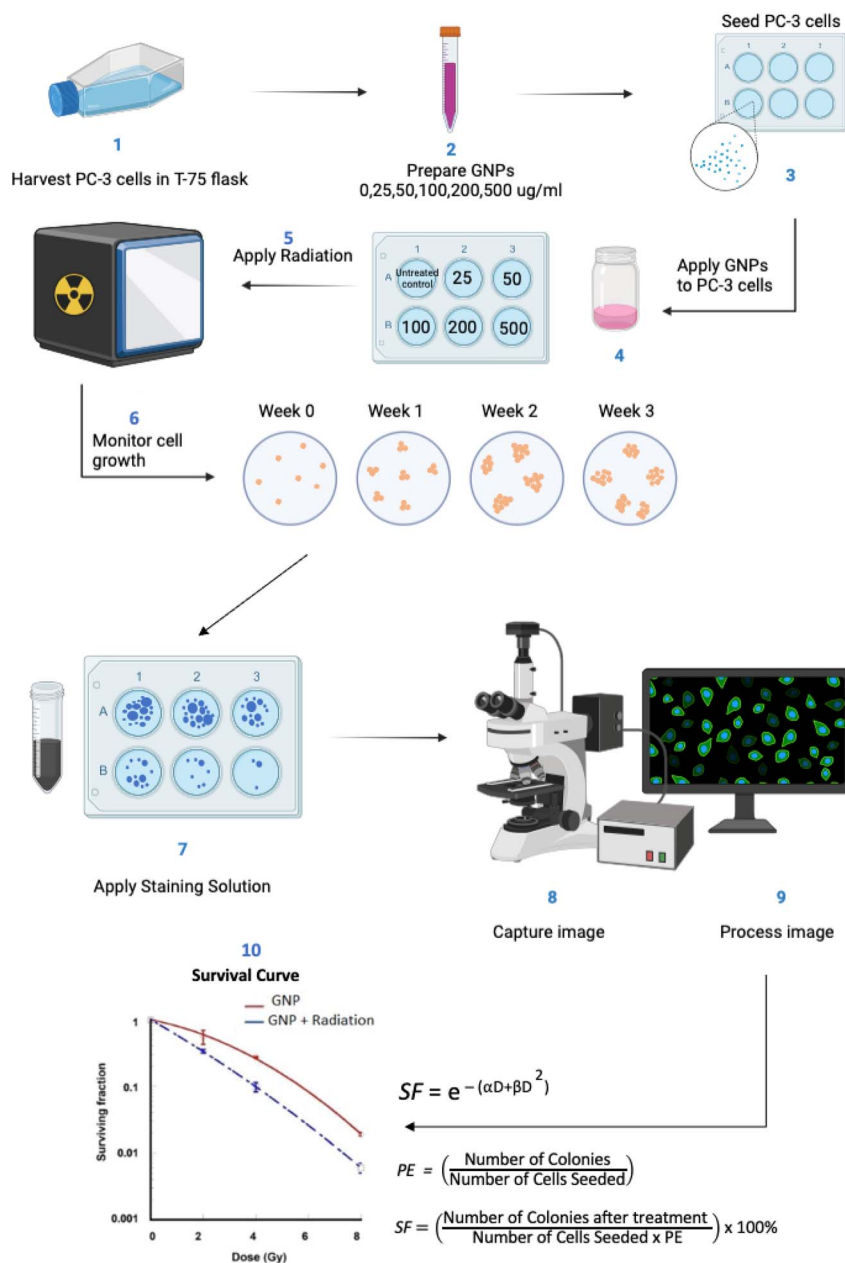 Seed PC-3 cells
1 2 3
A
B
1
Harvest PC-3 cells in T-75 flask
2
Prepare GNPs
0,25,50,100,200,500 ug/ml
3
5
Apply Radiation
1 2 3
A Untreated control 25 50
B 100 200 500
Apply GNPs
to PC-3 cells
4
6
Monitor cell
growth
Week 0 Week 1 Week 2 Week 3
1 2 3
A
B
7
Apply Staining Solution
8
Capture image
9
Process image
10
Survival Curve
GNP
GNP + Radiation
Surviving fraction
1
0.1
0.01
0.001
0 2 4 6 8
Dose (Gy)
SF = e –(αD+βD²)
PE = (Number of Colonies / Number of Cells Seeded)
SF = (Number of Colonies after treatment / Number of Cells Seeded x PE) x 100%